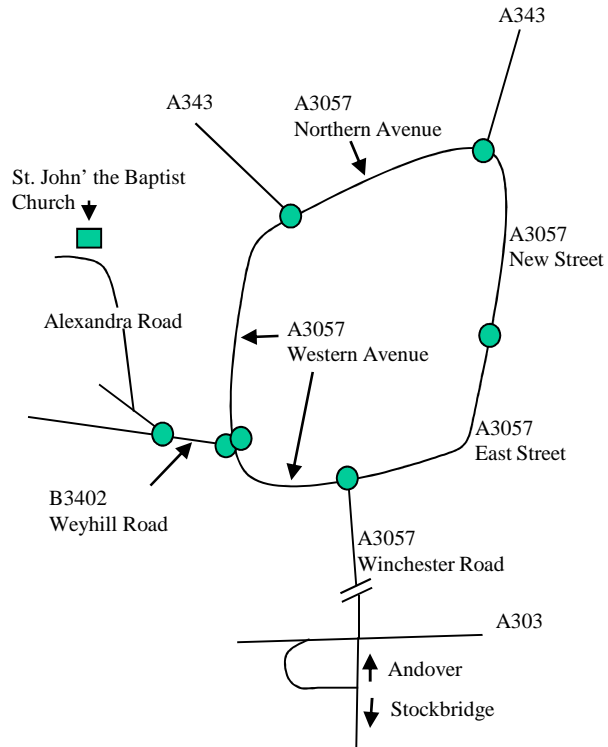 A343
A343
A3057
Northern Avenue
St. John’ the Baptist
Church
A3057
New Street
Alexandra Road
A3057
Western Avenue
A3057
East Street
B3402
Weyhill Road
A3057
Winchester Road
A303
Andover
Stockbridge